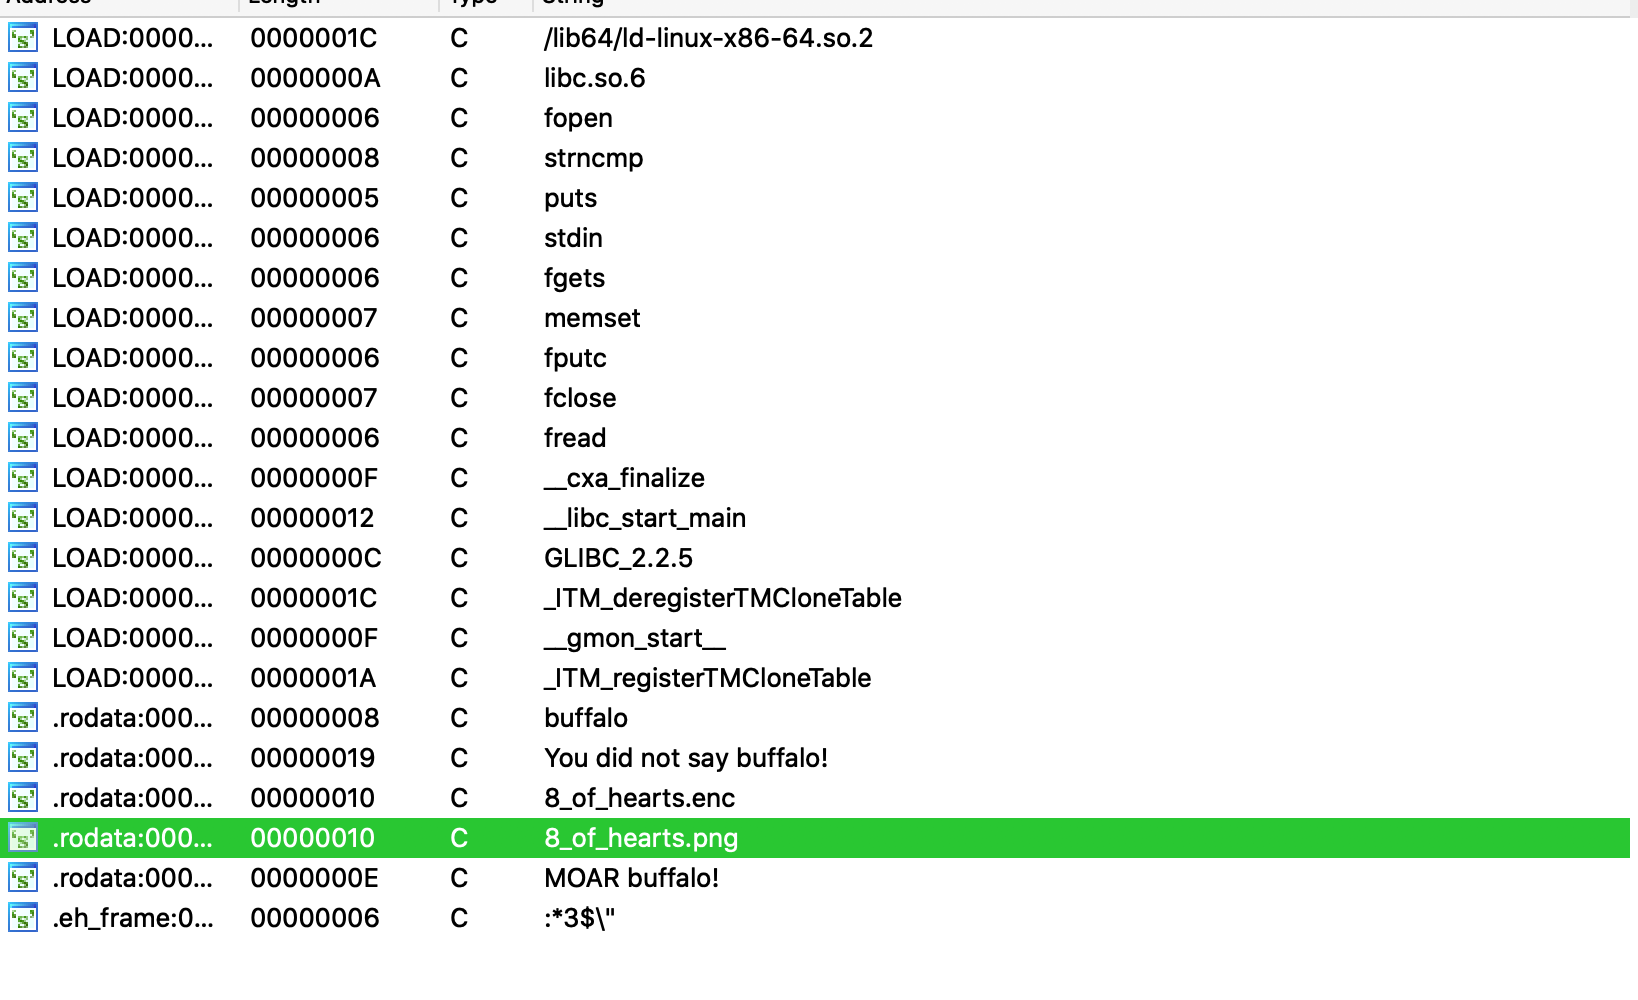 Address Length Type String
LOAD:0000... 0000001C C /lib64/ld-linux-x86-64.so.2
LOAD:0000... 0000000A C libc.so.6
LOAD:0000... 00000006 C fopen
LOAD:0000... 00000008 C strncmp
LOAD:0000... 00000005 C puts
LOAD:0000... 00000006 C stdin
LOAD:0000... 00000006 C fgets
LOAD:0000... 00000007 C memset
LOAD:0000... 00000006 C fputc
LOAD:0000... 00000007 C fclose
LOAD:0000... 00000006 C fread
LOAD:0000... 0000000F C __cxa_finalize
LOAD:0000... 00000012 C __libc_start_main
LOAD:0000... 0000000C C GLIBC_2.2.5
LOAD:0000... 0000001C C _ITM_deregisterTMCloneTable
LOAD:0000... 0000000F C __gmon_start__
LOAD:0000... 0000001A C _ITM_registerTMCloneTable
.rodata:000... 00000008 C buffalo
.rodata:000... 00000019 C You did not say buffalo!
.rodata:000... 00000010 C 8_of_hearts.enc
.rodata:000... 00000010 C 8_of_hearts.png
.rodata:000... 0000000E C MOAR buffalo!
.eh_frame:0... 00000006 C :*3$\"